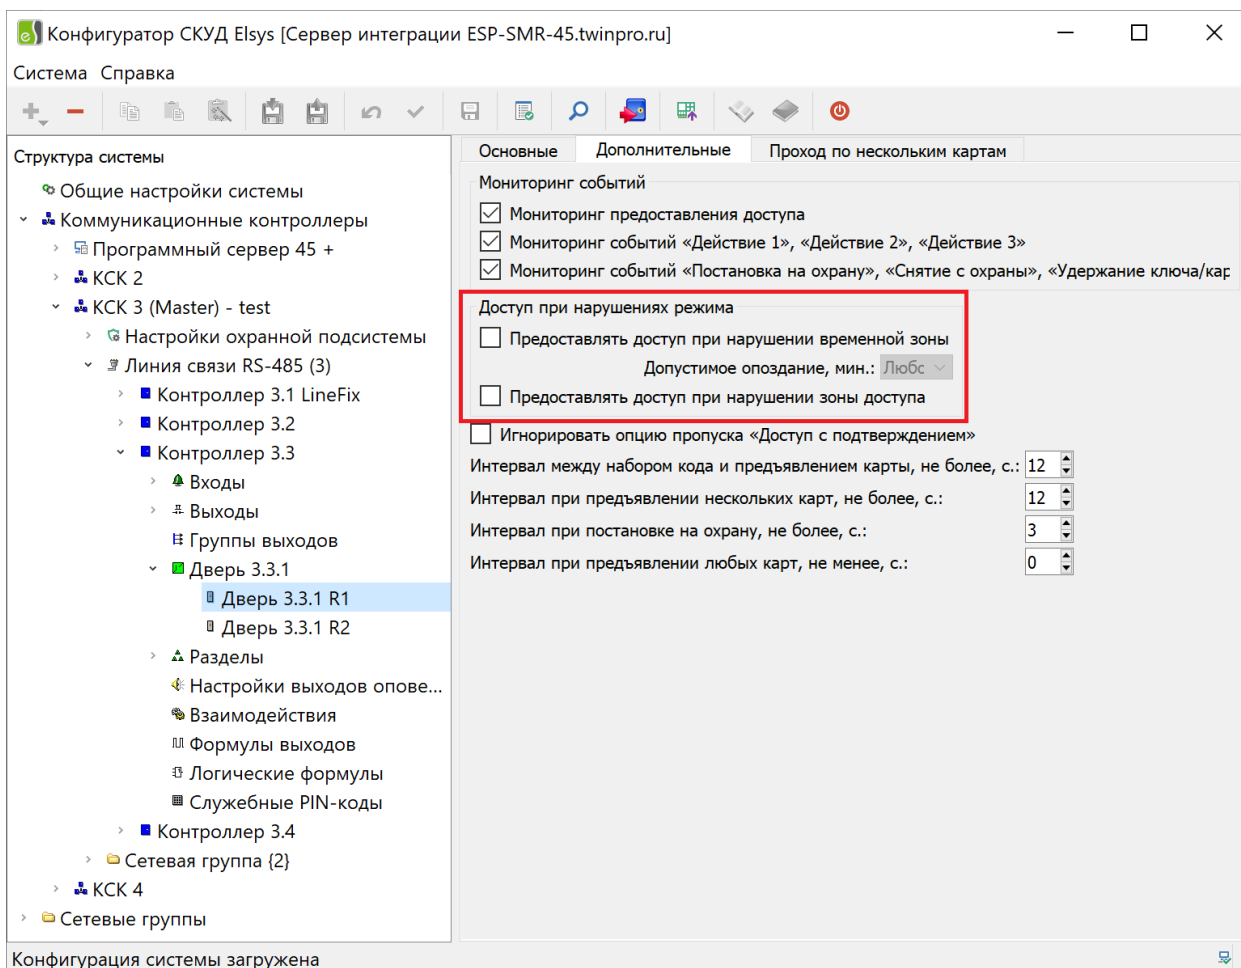 Конфигуратор СКУД Elsys [Сервер интеграции ESP-SMR-45.twinpro.ru]
Система Справка
Структура системы
Общие настройки системы
Коммуникационные контроллеры
Программный сервер 45 +
КСК 2
КСК 3 (Master) - test
Настройки охранной подсистемы
Линия связи RS-485 (3)
Контроллер 3.1 LineFix
Контроллер 3.2
Контроллер 3.3
Входы
Выходы
Группы выходов
Дверь 3.3.1
Дверь 3.3.1 R1
Дверь 3.3.1 R2
Разделы
Настройки выходов опове...
Взаимодействия
Формулы выходов
Логические формулы
Служебные PIN-коды
Контроллер 3.4
Сетевая группа {2}
КСК 4
Сетевые группы
Основные Дополнительные Проход по нескольким картам
Мониторинг событий
Мониторинг предоставления доступа
Мониторинг событий «Действие 1», «Действие 2», «Действие 3»
Мониторинг событий «Постановка на охрану», «Снятие с охраны», «Удержание ключа/кар
Доступ при нарушениях режима
Предоставлять доступ при нарушении временной зоны
Допустимое опоздание, мин.: Любс
Предоставлять доступ при нарушении зоны доступа
Игнорировать опцию пропуска «Доступ с подтверждением»
Интервал между набором кода и предъявлением карты, не более, с.: 12
Интервал при предъявлении нескольких карт, не более, с.: 12
Интервал при постановке на охрану, не более, с.: 3
Интервал при предъявлении любых карт, не менее, с.: 0
Конфигурация системы загружена